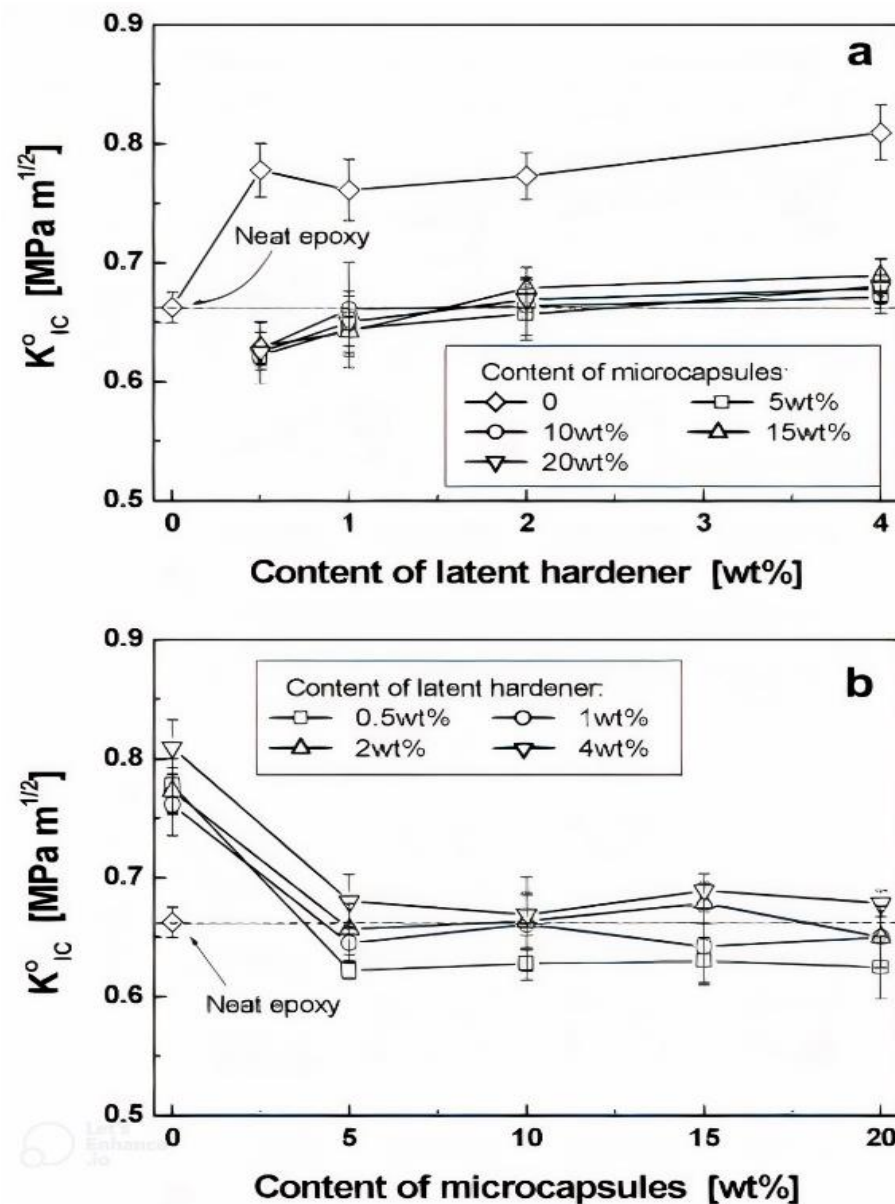 0.9
a
0.8
Neat epoxy
0.7
K°IC [MPa m1/2]
0.6
Content of microcapsules:
0 5wt%
10wt% 15wt%
20wt%
0.5
0 1 2 3 4
Content of latent hardener [wt%]
0.9
b
Content of latent hardener:
0.5wt% 1wt%
2wt% 4wt%
0.8
0.7
K°IC [MPa m1/2]
Neat epoxy
0.6
0.5
0 5 10 15 20
Let's
Enhance
.io
Content of microcapsules [wt%]